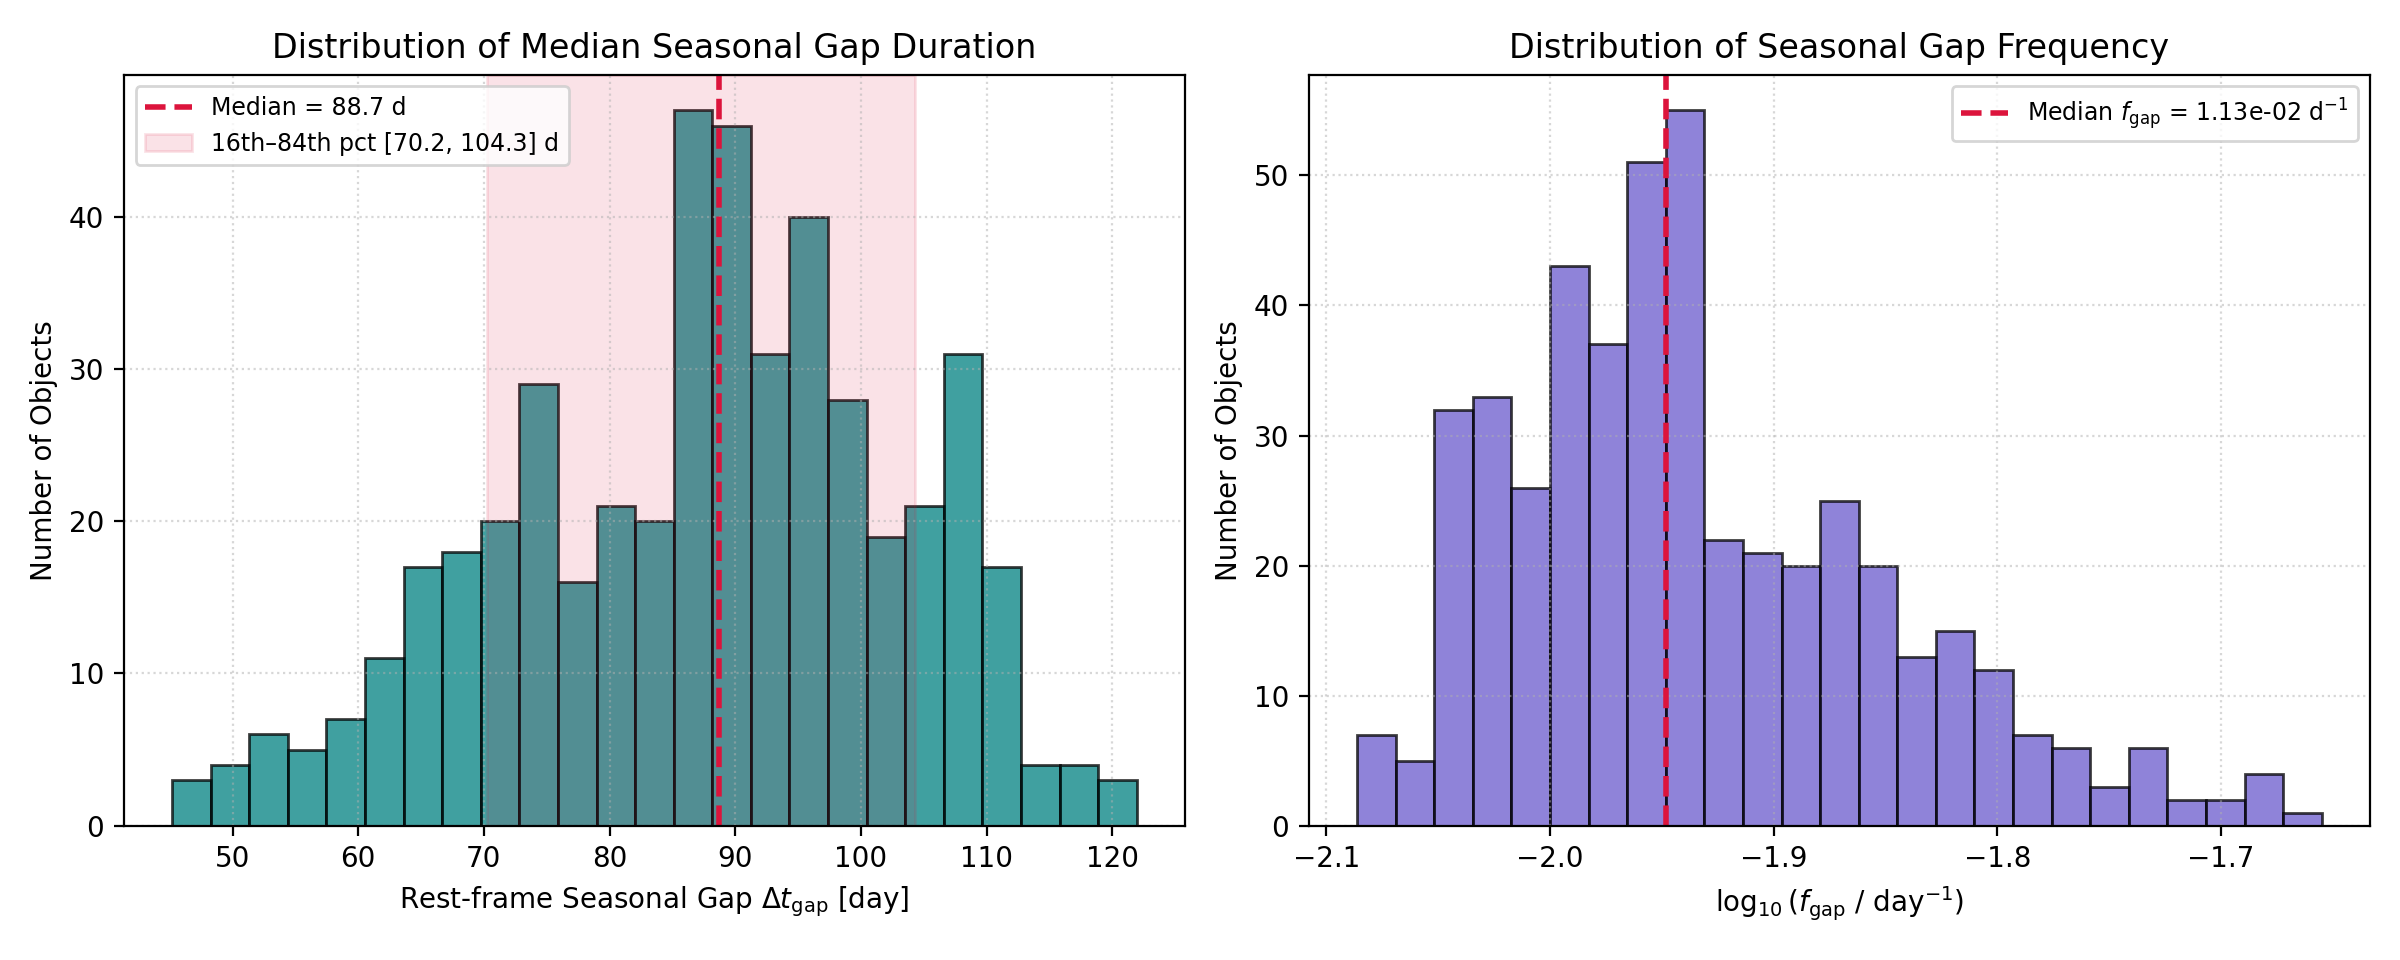 Distribution of Median Seasonal Gap Duration
Median = 88.7 d
16th–84th pct [70.2, 104.3] d
Number of Objects
0
10
20
30
40
50
60
70
80
90
100
110
120
Rest-frame Seasonal Gap Δt_gap [day]
Distribution of Seasonal Gap Frequency
Median f_gap = 1.13e-02 d⁻¹
Number of Objects
0
10
20
30
40
50
−2.1
−2.0
−1.9
−1.8
−1.7
log₁₀ (f_gap / day⁻¹)